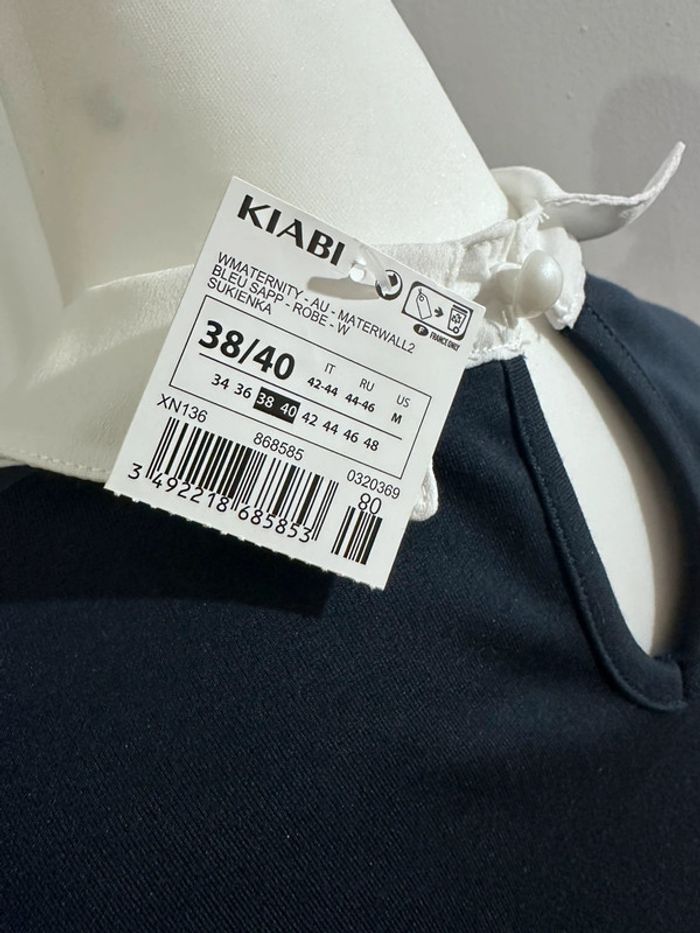 KIABI
WMATERNITY - AU - MATERWALL2
BLEU SAPP - ROBE - W
SUKIENKA
F FRANCE ONLY
38/40
IT RU US
42-44 44-46 M
34 36 38 40 42 44 46 48
XN136 868585 0320369
3 492218 685853 80